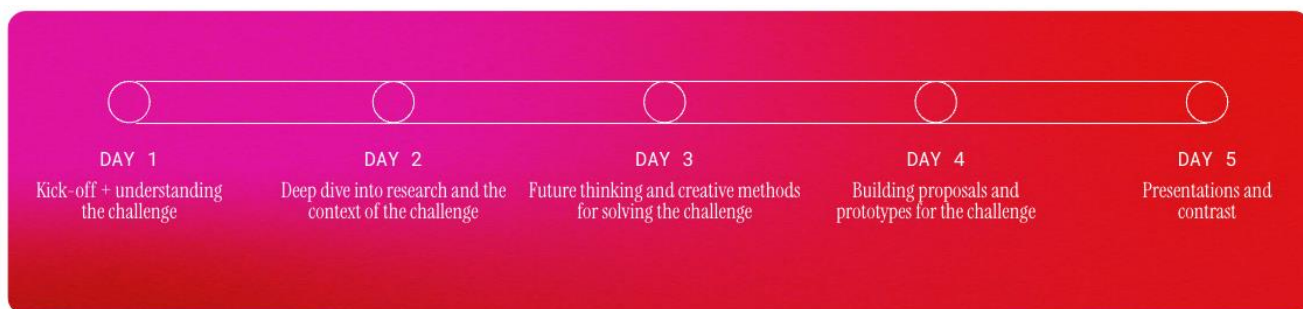 DAY 1
Kick-off + understanding
the challenge
DAY 2
Deep dive into research and the
context of the challenge
DAY 3
Future thinking and creative methods
for solving the challenge
DAY 4
Building proposals and
prototypes for the challenge
DAY 5
Presentations and
contrast